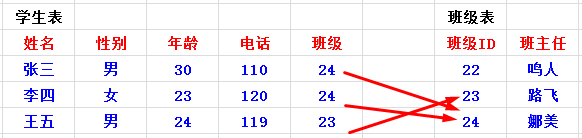 学生表 班级表
姓名 性别 年龄 电话 班级 班级ID 班主任
张三 男 30 110 24 22 鸣人
李四 女 23 120 24 23 路飞
王五 男 24 119 23 24 娜美